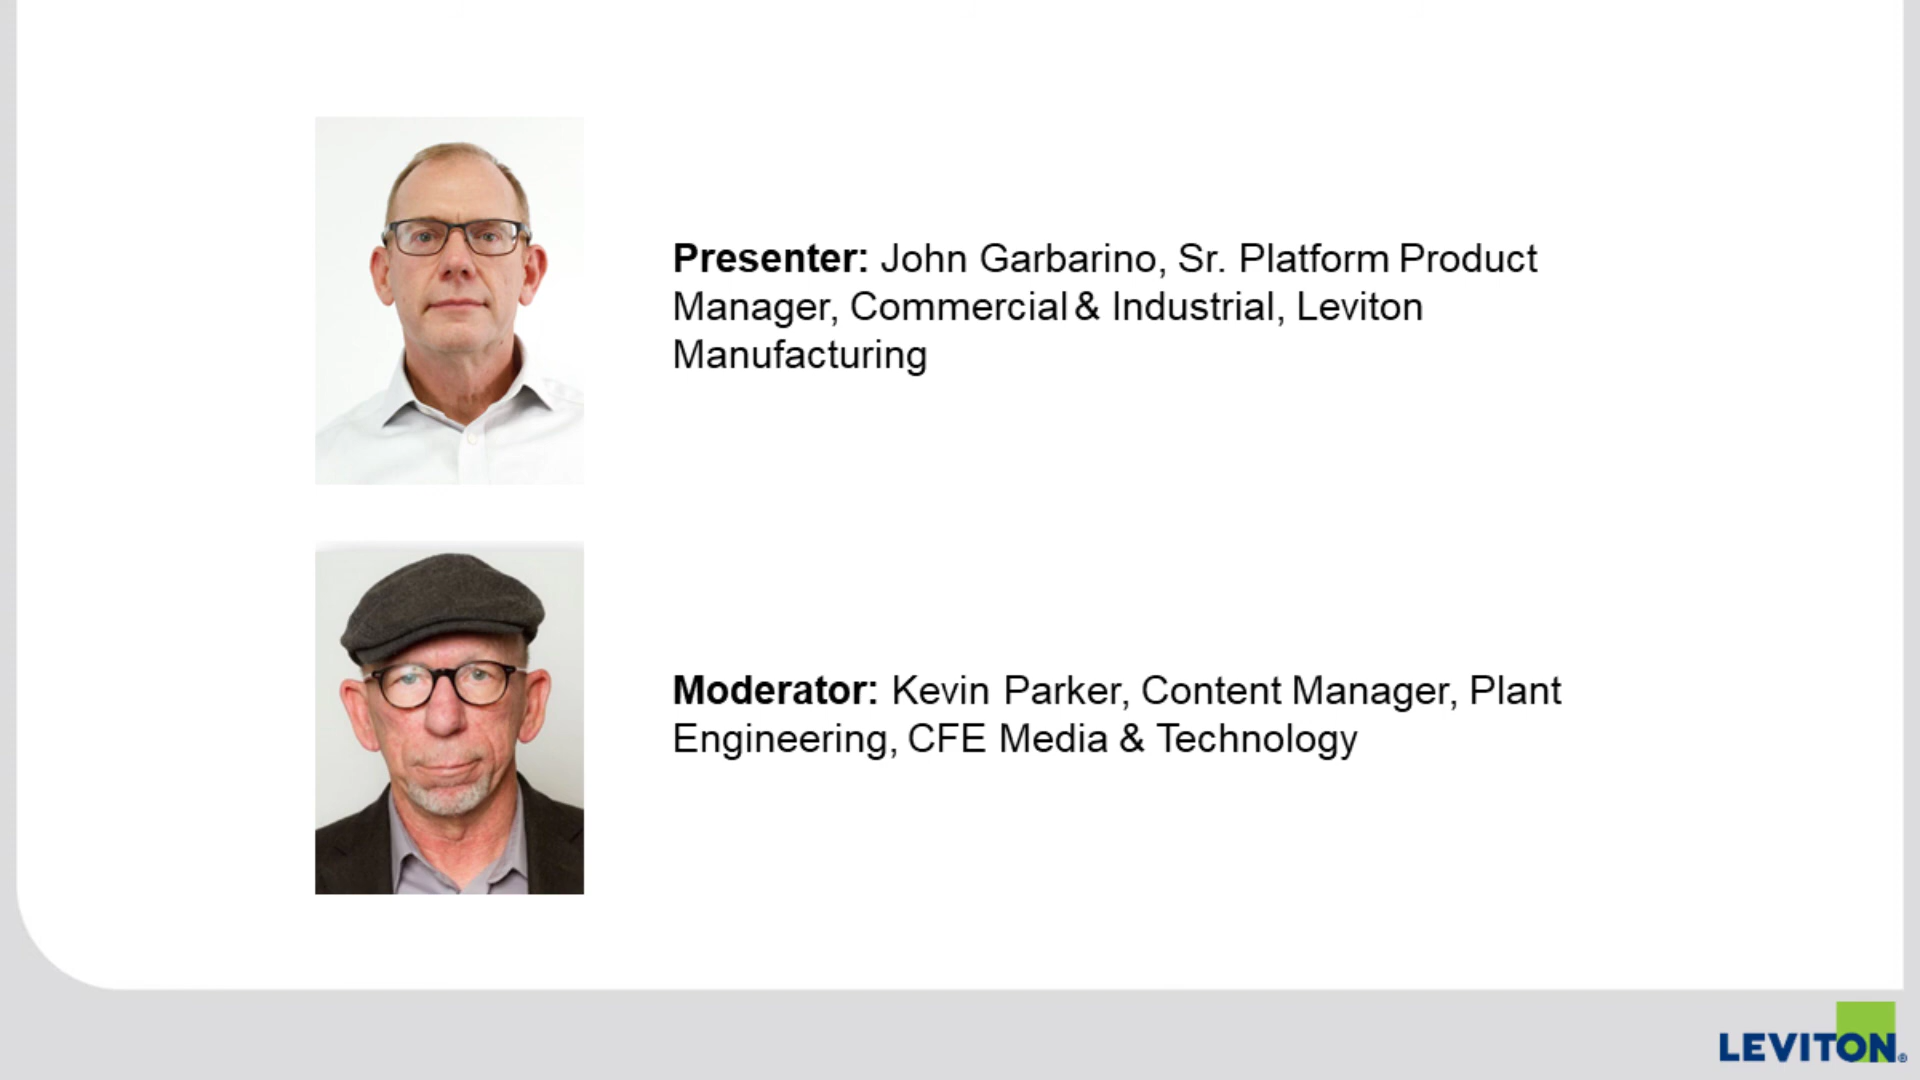 Presenter: John Garbarino, Sr. Platform Product
Manager, Commercial & Industrial, Leviton
Manufacturing
Moderator: Kevin Parker, Content Manager, Plant
Engineering, CFE Media & Technology
LEVITON®